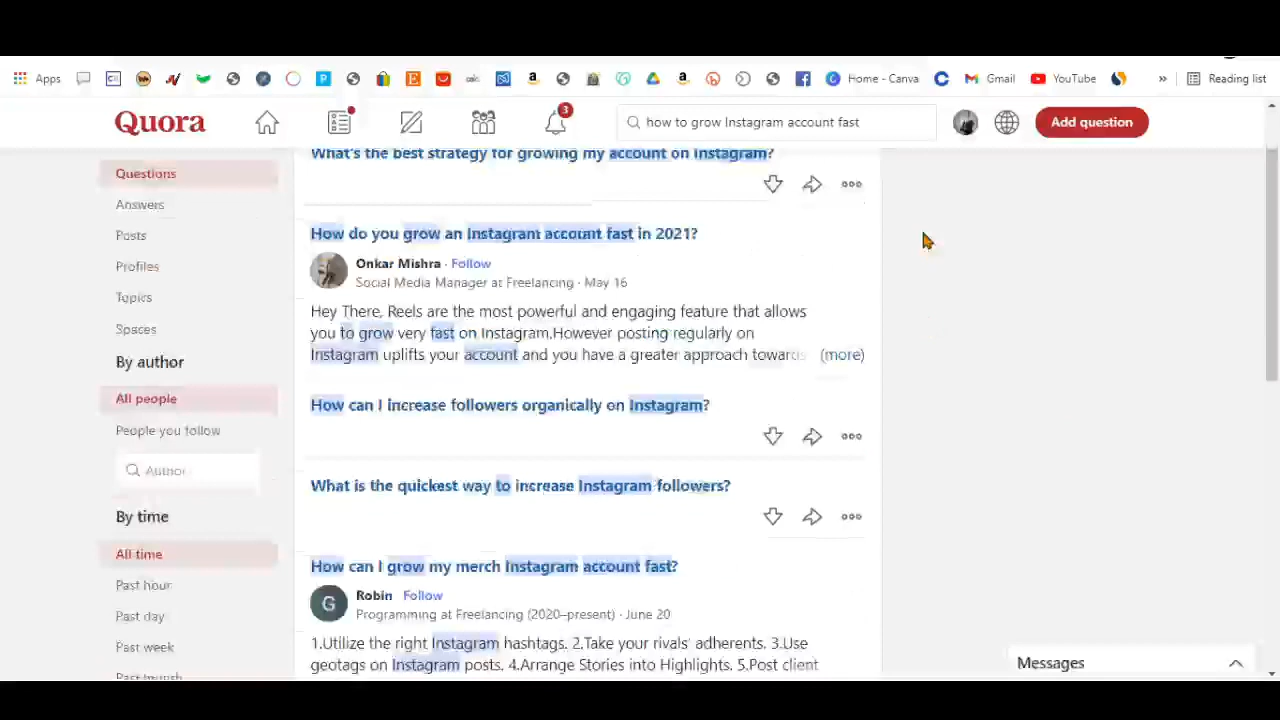 Apps
Home - Canva
Gmail
YouTube
»
Reading list
Quora
3
how to grow Instagram account fast
Add question
Questions
Answers
Posts
Profiles
Topics
Spaces
By author
All people
People you follow
Author
By time
All time
Past hour
Past day
Past week
Past month
What's the best strategy for growing my account on Instagram?
How do you grow an Instagram account fast in 2021?
Onkar Mishra · Follow
Social Media Manager at Freelancing · May 16
Hey There, Reels are the most powerful and engaging feature that allows
you to grow very fast on Instagram.However posting regularly on
Instagram uplifts your account and you have a greater approach towards (more)
How can I increase followers organically on Instagram?
What is the quickest way to increase Instagram followers?
How can I grow my merch Instagram account fast?
G
Robin Follow
Programming at Freelancing (2020–present) · June 20
1.Utilize the right Instagram hashtags. 2.Take your rivals' adherents. 3.Use
geotags on Instagram posts. 4.Arrange Stories into Highlights. 5.Post client
Messages